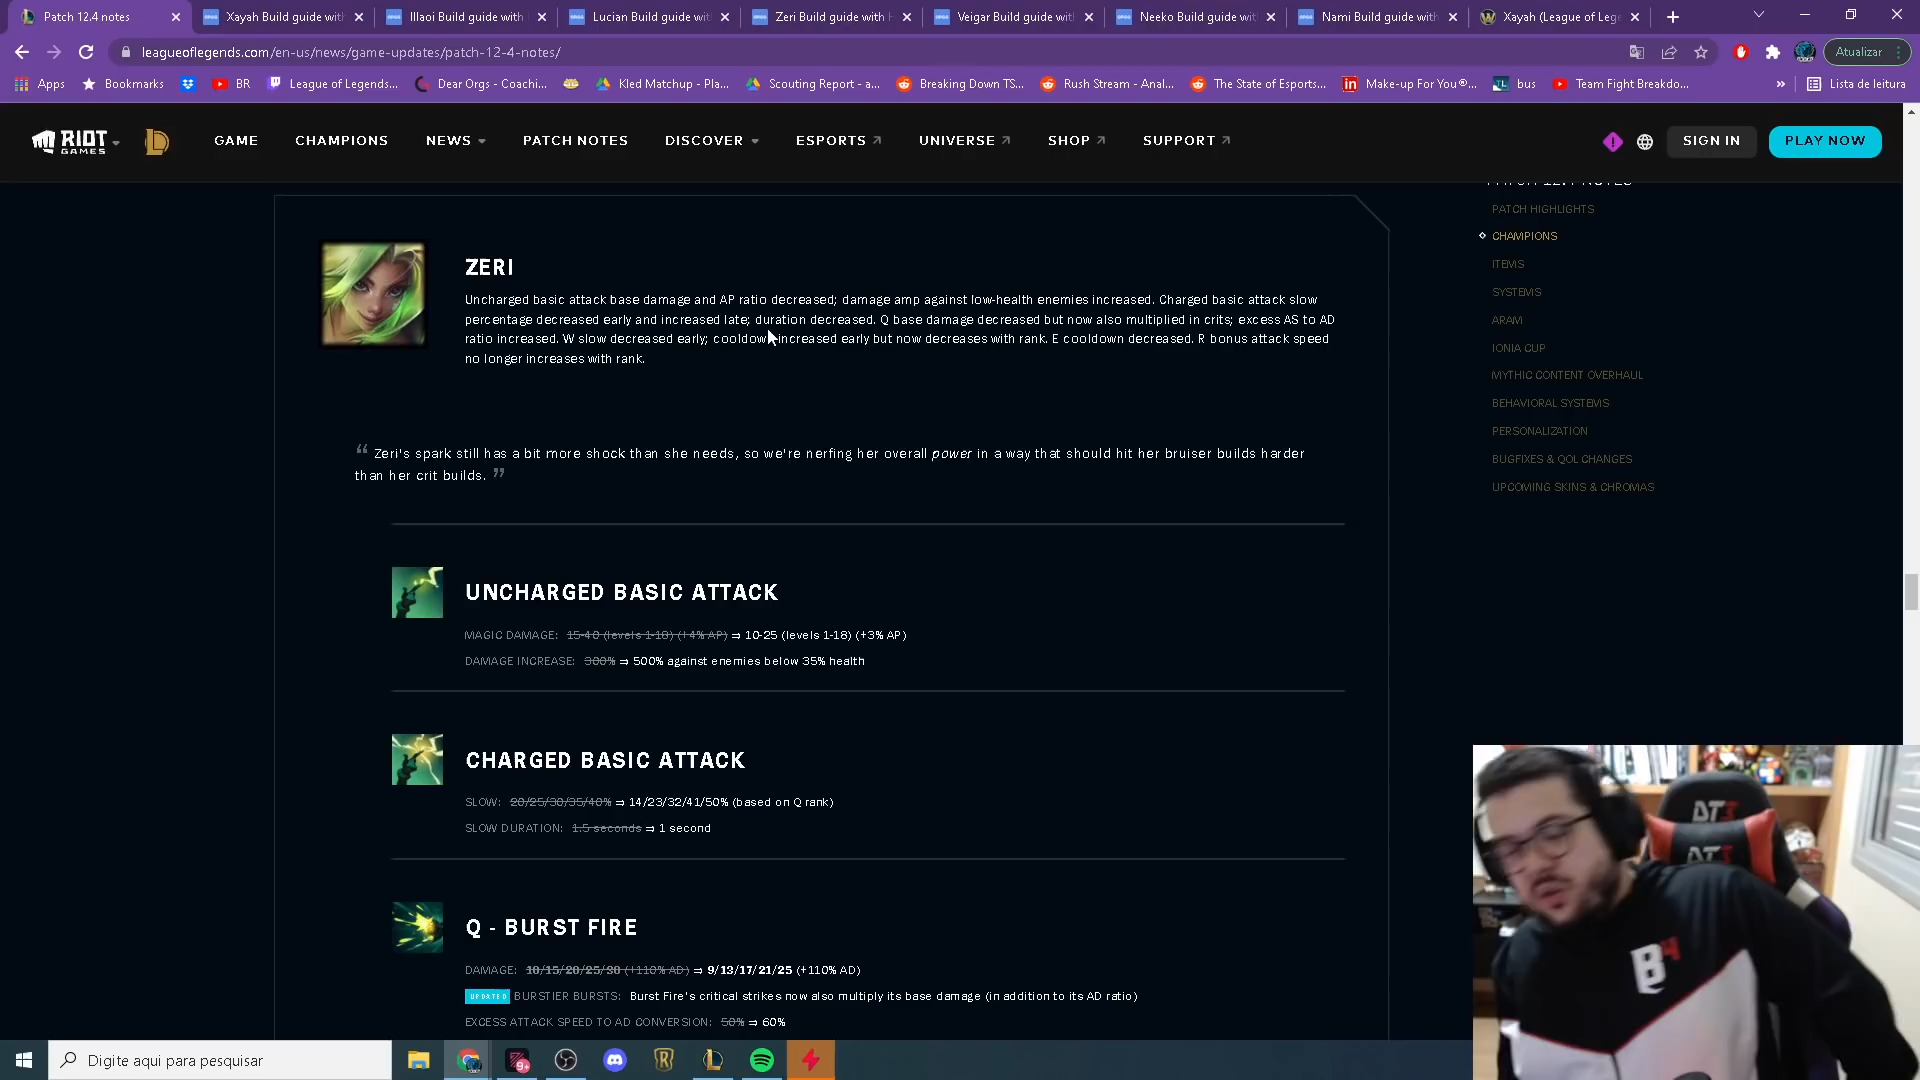 Patch 12.4 notes
Xayah Build guide with
Illaoi Build guide with
Lucian Build guide wit
Zeri Build guide with
Veigar Build guide wit
Neeko Build guide wit
Nami Build guide with
Xayah (League of Leg
leagueoflegends.com/en-us/news/game-updates/patch-12-4-notes/
Atualizar
Apps
Bookmarks
BR
League of Legends...
Dear Orgs - Coachi...
Kled Matchup - Pla...
Scouting Report - a...
Breaking Down TS...
Rush Stream - Anal...
The State of Esports...
Make-up For You®...
bus
Team Fight Breakdo...
»
Lista de leitura
RIOT GAMES
GAME
CHAMPIONS
NEWS
PATCH NOTES
DISCOVER
ESPORTS
UNIVERSE
SHOP
SUPPORT
SIGN IN
PLAY NOW
PATCH 12.4 NOTES
PATCH HIGHLIGHTS
CHAMPIONS
ITEMS
SYSTEMS
ARAM
IONIA CUP
MYTHIC CONTENT OVERHAUL
BEHAVIORAL SYSTEMS
PERSONALIZATION
BUGFIXES & QOL CHANGES
UPCOMING SKINS & CHROMAS
ZERI
Uncharged basic attack base damage and AP ratio decreased; damage amp against low-health enemies increased. Charged basic attack slow
percentage decreased early and increased late; duration decreased. Q base damage decreased but now also multiplied in crits; excess AS to AD
ratio increased. W slow decreased early; cooldown increased early but now decreases with rank. E cooldown decreased. R bonus attack speed
no longer increases with rank.
“ Zeri's spark still has a bit more shock than she needs, so we're nerfing her overall power in a way that should hit her bruiser builds harder
than her crit builds. ”
UNCHARGED BASIC ATTACK
MAGIC DAMAGE: 15-40 (levels 1-18) (+4% AP) ⇒ 10-25 (levels 1-18) (+3% AP)
DAMAGE INCREASE: 300% ⇒ 500% against enemies below 35% health
CHARGED BASIC ATTACK
SLOW: 20/25/30/35/40% ⇒ 14/23/32/41/50% (based on Q rank)
SLOW DURATION: 1.5 seconds ⇒ 1 second
Q - BURST FIRE
DAMAGE: 10/15/20/25/30 (+110% AD) ⇒ 9/13/17/21/25 (+110% AD)
UPDATED BURSTIER BURSTS: Burst Fire's critical strikes now also multiply its base damage (in addition to its AD ratio)
EXCESS ATTACK SPEED TO AD CONVERSION: 50% ⇒ 60%
DT3
DT3
B4
Digite aqui para pesquisar
9+